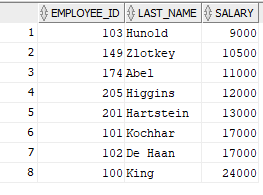 EMPLOYEE_ID LAST_NAME SALARY
1 103 Hunold 9000
2 149 Zlotkey 10500
3 174 Abel 11000
4 205 Higgins 12000
5 201 Hartstein 13000
6 101 Kochhar 17000
7 102 De Haan 17000
8 100 King 24000